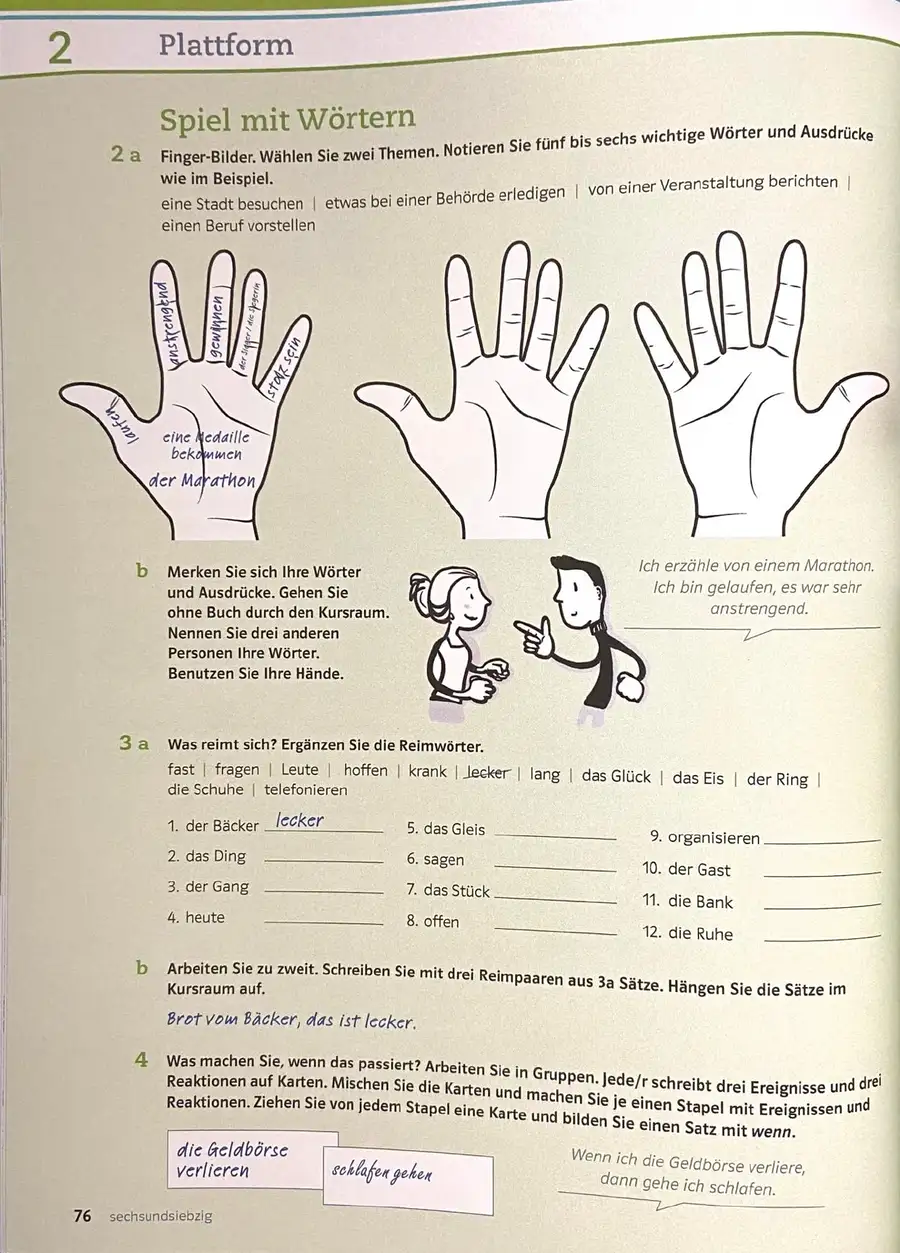 2 Plattform
Spiel mit Wörtern
2 a Finger-Bilder. Wählen Sie zwei Themen. Notieren Sie fünf bis sechs wichtige Wörter und Ausdrücke
wie im Beispiel.
eine Stadt besuchen | etwas bei einer Behörde erledigen | von einer Veranstaltung berichten |
einen Beruf vorstellen
laufen
anstrengend
gewinnen
der Sieger / die Siegerin
stolz sein
eine Medaille
bekommen
der Marathon
b Merken Sie sich Ihre Wörter
und Ausdrücke. Gehen Sie
ohne Buch durch den Kursraum.
Nennen Sie drei anderen
Personen Ihre Wörter.
Benutzen Sie Ihre Hände.
Ich erzähle von einem Marathon.
Ich bin gelaufen, es war sehr
anstrengend.
3 a Was reimt sich? Ergänzen Sie die Reimwörter.
fast | fragen | Leute | hoffen | krank | lecker | lang | das Glück | das Eis | der Ring |
die Schuhe | telefonieren
1. der Bäcker lecker
2. das Ding
3. der Gang
4. heute
5. das Gleis
6. sagen
7. das Stück
8. offen
9. organisieren
10. der Gast
11. die Bank
12. die Ruhe
b Arbeiten Sie zu zweit. Schreiben Sie mit drei Reimpaaren aus 3a Sätze. Hängen Sie die Sätze im
Kursraum auf.
Brot vom Bäcker, das ist lecker.
4 Was machen Sie, wenn das passiert? Arbeiten Sie in Gruppen. Jede/r schreibt drei Ereignisse und drei
Reaktionen auf Karten. Mischen Sie die Karten und machen Sie je einen Stapel mit Ereignissen und
Reaktionen. Ziehen Sie von jedem Stapel eine Karte und bilden Sie einen Satz mit wenn.
die Geldbörse
verlieren
schlafen gehen
Wenn ich die Geldbörse verliere,
dann gehe ich schlafen.
76 sechsundsiebzig